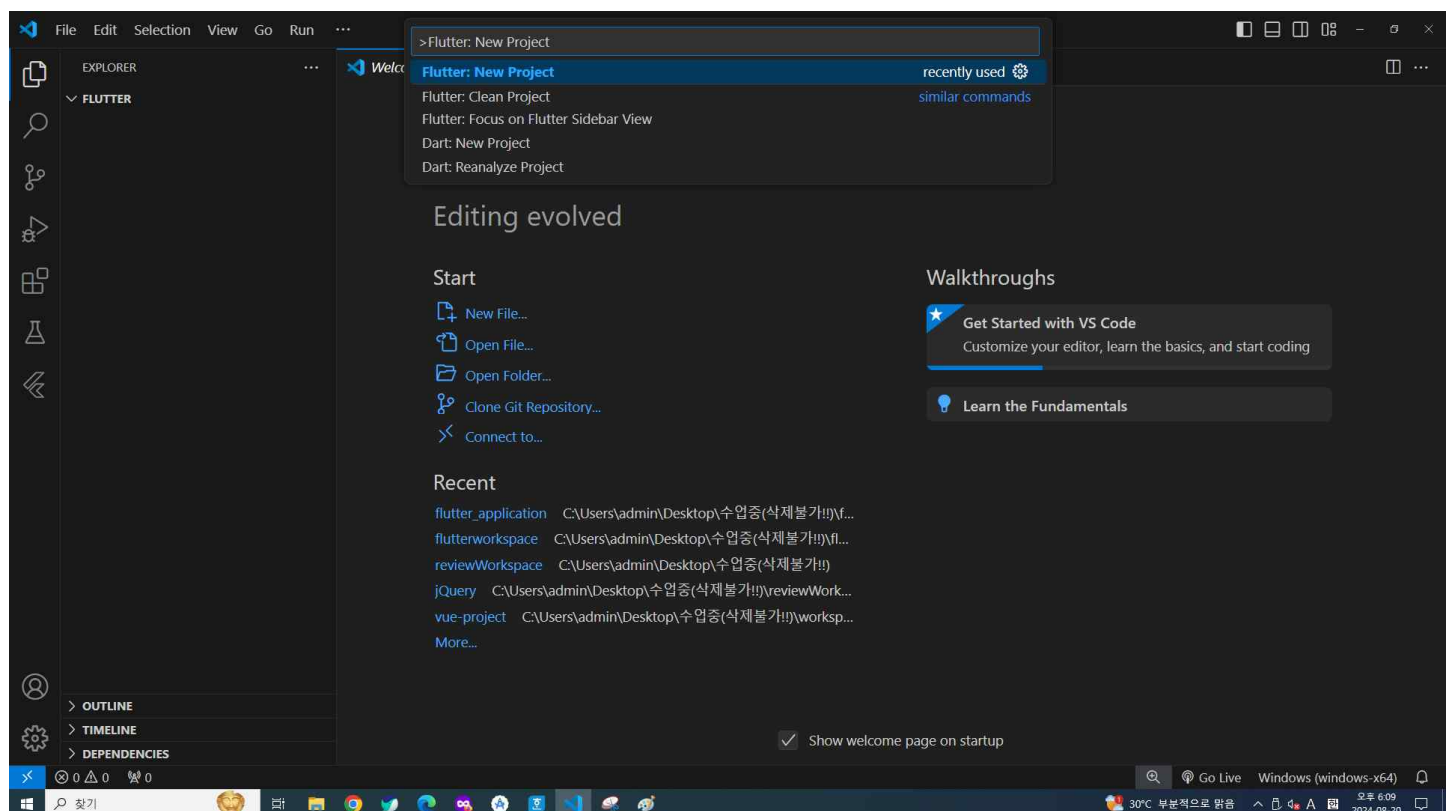 File Edit Selection View Go Run ...
>Flutter: New Project
Flutter: New Project recently used
Flutter: Clean Project similar commands
Flutter: Focus on Flutter Sidebar View
Dart: New Project
Dart: Reanalyze Project
EXPLORER ...
FLUTTER
Welco
Editing evolved
Start
New File...
Open File...
Open Folder...
Clone Git Repository...
Connect to...
Recent
flutter_application C:\Users\admin\Desktop\수업중(삭제불가!!)\f...
flutterworkspace C:\Users\admin\Desktop\수업중(삭제불가!!)\fl...
reviewWorkspace C:\Users\admin\Desktop\수업중(삭제불가!!)
jQuery C:\Users\admin\Desktop\수업중(삭제불가!!)\reviewWork...
vue-project C:\Users\admin\Desktop\수업중(삭제불가!!)\worksp...
More...
Walkthroughs
Get Started with VS Code
Customize your editor, learn the basics, and start coding
Learn the Fundamentals
Show welcome page on startup
OUTLINE
TIMELINE
DEPENDENCIES
0 0 0
Go Live Windows (windows-x64)
찾기
30°C 부분적으로 맑음 A
오후 6:09
2024-08-20